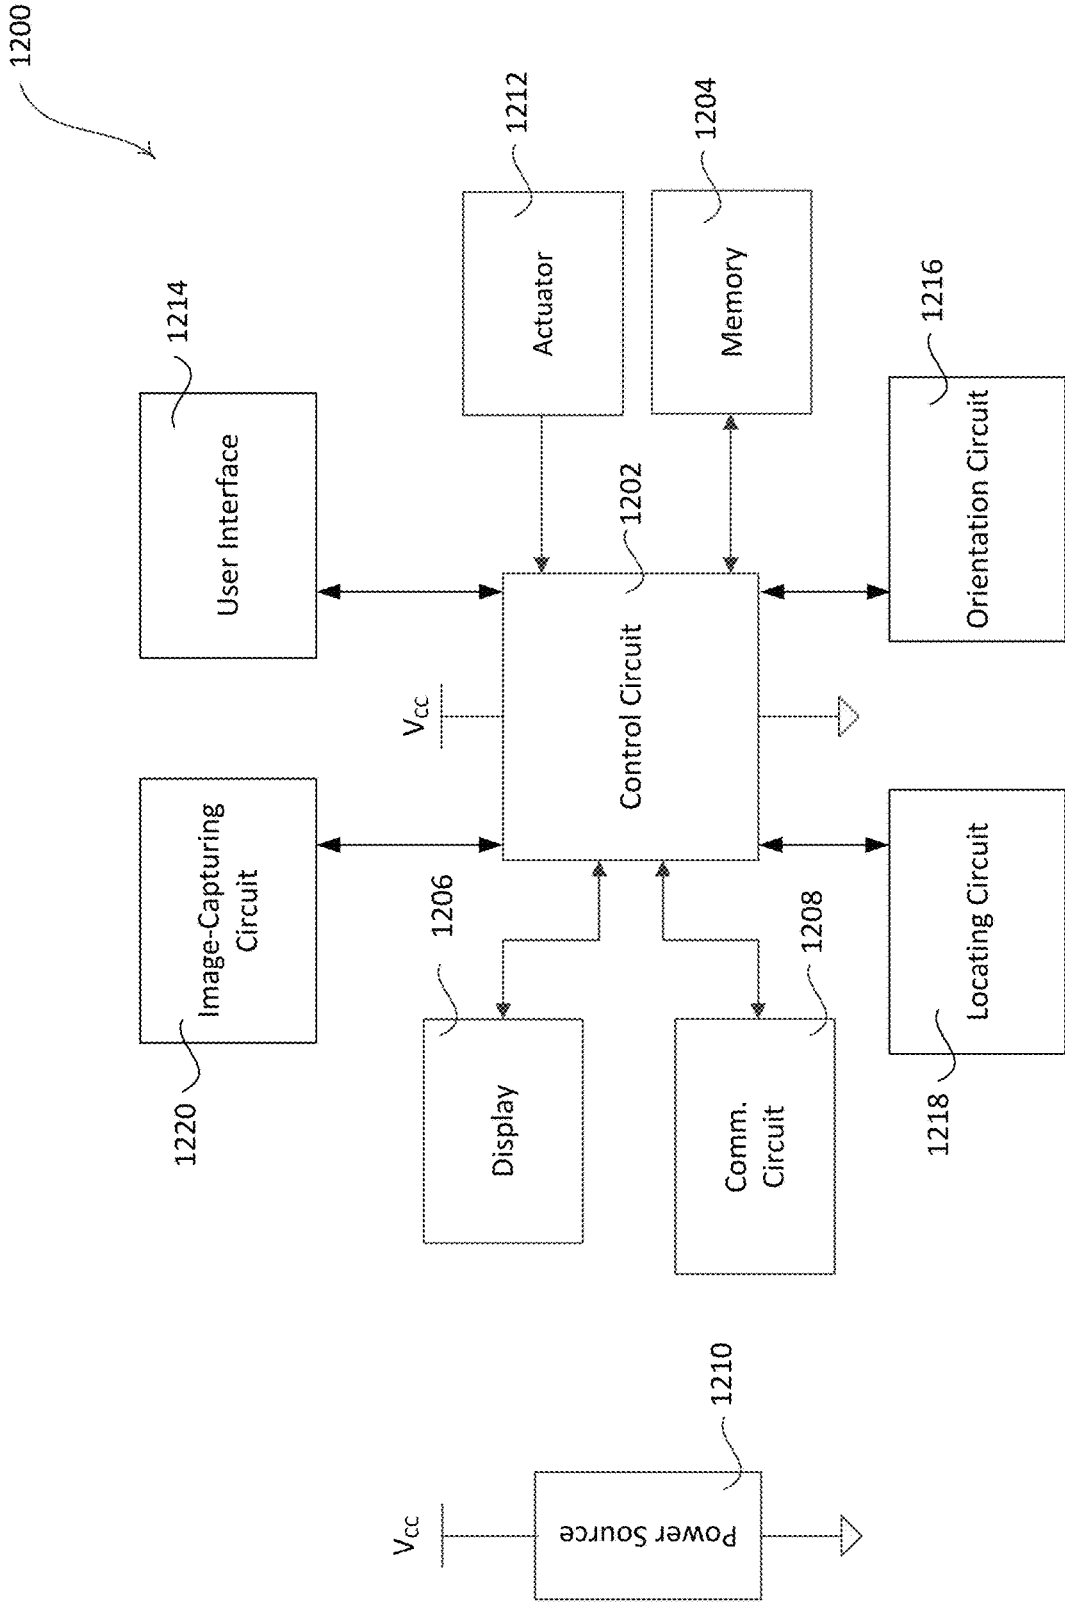 1200
1220
Image-Capturing
Circuit
User Interface
1214
Vcc
Display
1206
Vcc
Power Source
1210
Comm.
Circuit
1208
Control Circuit
1202
Actuator
1212
Memory
1204
Locating Circuit
1218
Orientation Circuit
1216